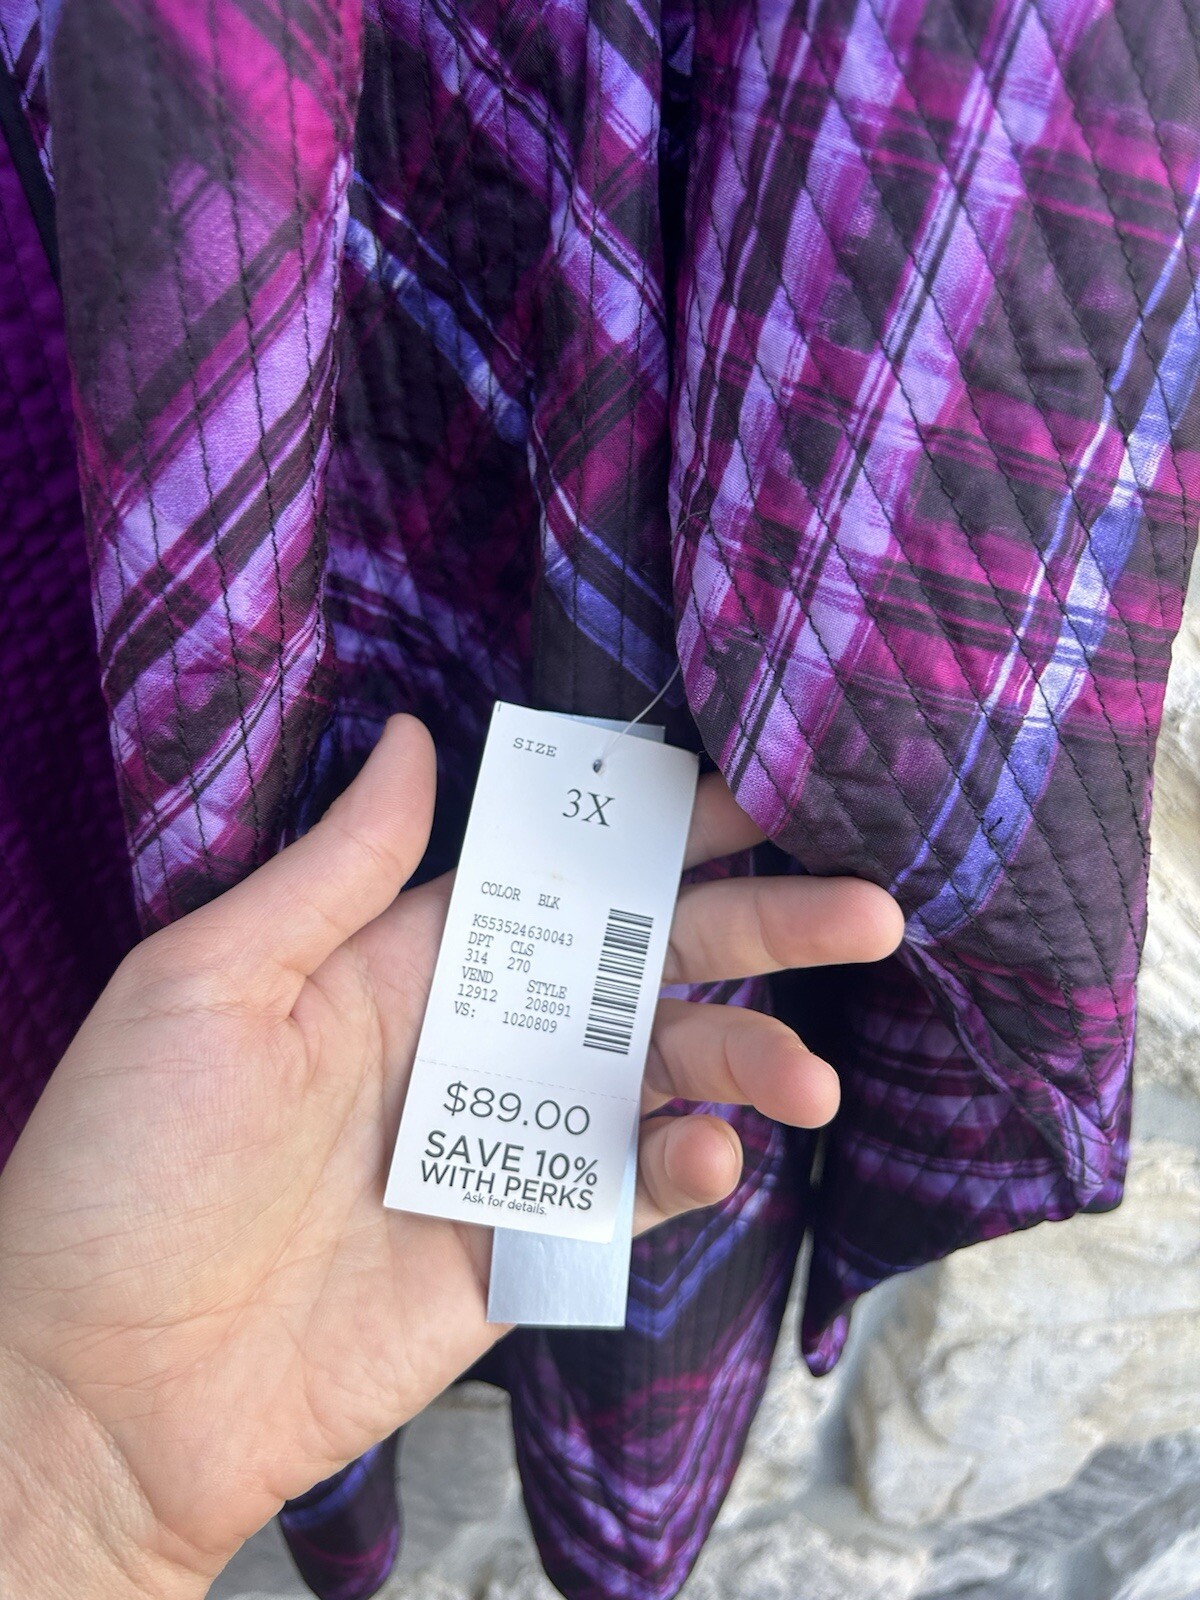 SIZE
3X
COLOR BLK
K553524630043
DPT CLS
314 270
VEND STYLE
12912 208091
VS: 1020809
$89.00
SAVE 10%
WITH PERKS
Ask for details.